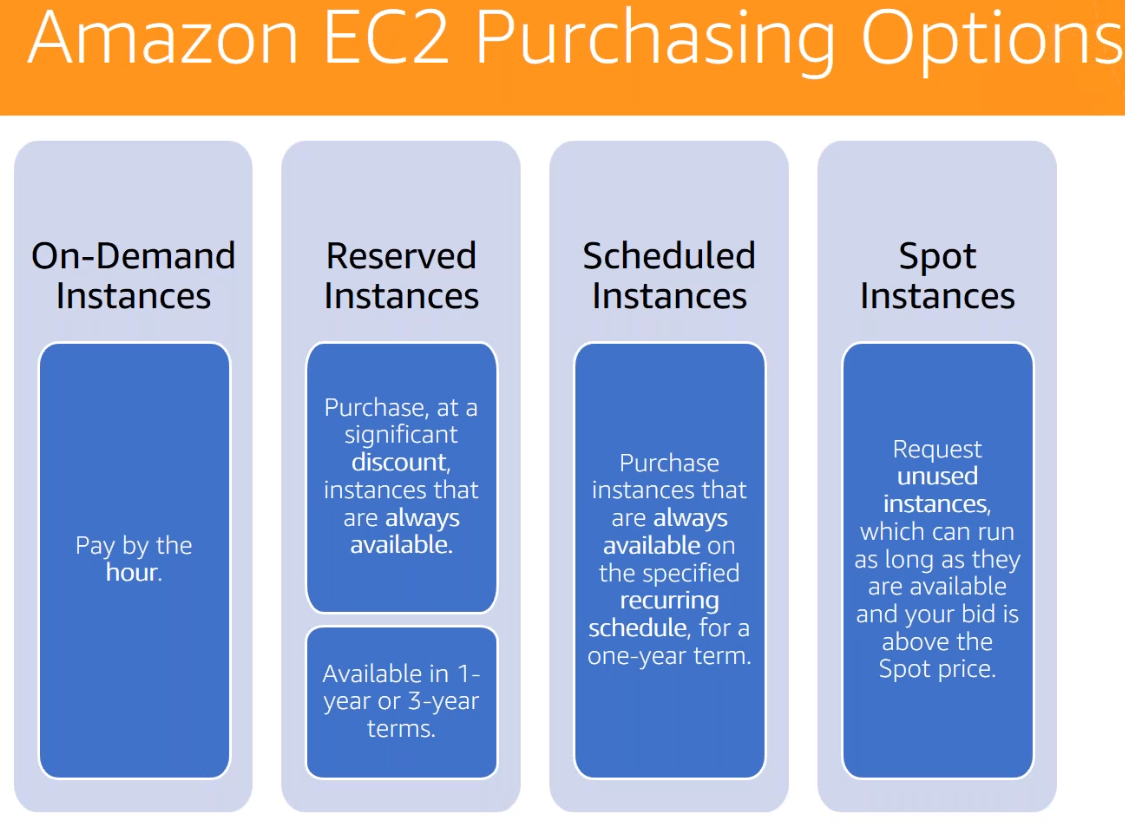 Amazon EC2 Purchasing Options
On-Demand
Instances
Pay by the
hour.
Reserved
Instances
Purchase, at a
significant
discount,
instances that
are always
available.
Available in 1-
year or 3-year
terms.
Scheduled
Instances
Purchase
instances that
are always
available on
the specified
recurring
schedule, for a
one-year term.
Spot
Instances
Request
unused
instances,
which can run
as long as they
are available
and your bid is
above the
Spot price.